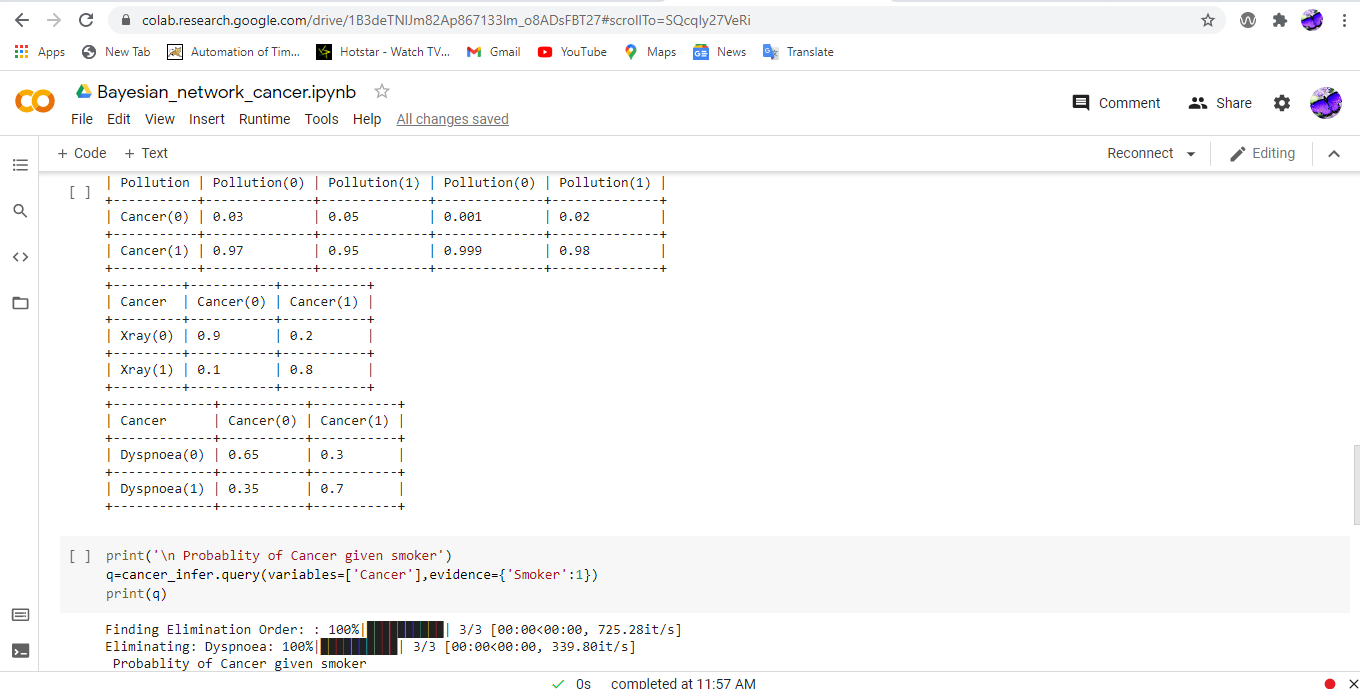 colab.research.google.com/drive/1B3deTNIJm82Ap867133lm_o8ADsFBT27#scrollTo=SQcqly27VeRi
Apps New Tab Automation of Tim... Hotstar - Watch TV... Gmail YouTube Maps News Translate
Bayesian_network_cancer.ipynb
Comment Share
File Edit View Insert Runtime Tools Help All changes saved
+ Code + Text Reconnect Editing
[ ] | Pollution | Pollution(0) | Pollution(1) | Pollution(0) | Pollution(1) |
+-----------+--------------+--------------+--------------+--------------+
| Cancer(0) | 0.03 | 0.05 | 0.001 | 0.02 |
+-----------+--------------+--------------+--------------+--------------+
| Cancer(1) | 0.97 | 0.95 | 0.999 | 0.98 |
+-----------+--------------+--------------+--------------+--------------+
+---------+-----------+-----------+
| Cancer | Cancer(0) | Cancer(1) |
+---------+-----------+-----------+
| Xray(0) | 0.9 | 0.2 |
+---------+-----------+-----------+
| Xray(1) | 0.1 | 0.8 |
+---------+-----------+-----------+
+-------------+-----------+-----------+
| Cancer | Cancer(0) | Cancer(1) |
+-------------+-----------+-----------+
| Dyspnoea(0) | 0.65 | 0.3 |
+-------------+-----------+-----------+
| Dyspnoea(1) | 0.35 | 0.7 |
+-------------+-----------+-----------+
[ ] print('\n Probablity of Cancer given smoker')
q=cancer_infer.query(variables=['Cancer'],evidence={'Smoker':1})
print(q)
Finding Elimination Order: : 100%|██████████| 3/3 [00:00<00:00, 725.28it/s]
Eliminating: Dyspnoea: 100%|██████████| 3/3 [00:00<00:00, 339.80it/s]
Probablity of Cancer given smoker
0s completed at 11:57 AM